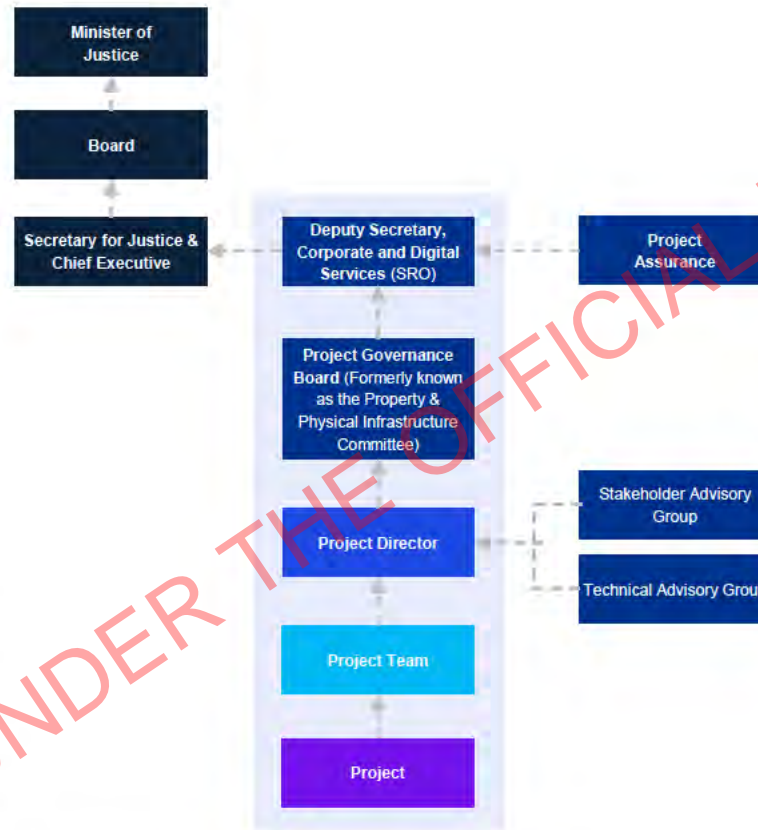 Minister of
Justice
Board
Secretary for Justice &
Chief Executive
Deputy Secretary,
Corporate and Digital
Services (SRO)
Project
Assurance
Project Governance
Board (Formerly known
as the Property &
Physical Infrastructure
Committee)
Project Director
Stakeholder Advisory
Group
Technical Advisory Grou
Project Team
Project
UNDER THE OFFICIAL